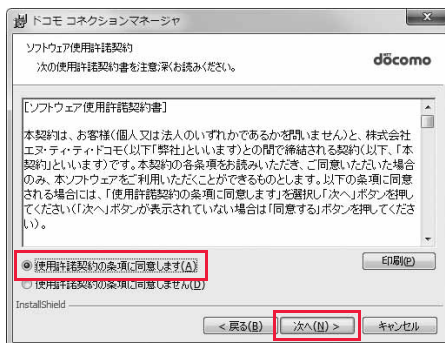 ドコモ コネクションマネージャ
ソフトウェア使用許諾契約
次の使用許諾契約書を注意深くお読みください。
döcomo
[ソフトウェア使用許諾契約書]
本契約は、お客様(個人又は法人のいずれかであるかを問いません)と、株式会社
エヌ・ティ・ティ・ドコモ(以下「弊社」といいます)との間で締結される契約(以下、「本
契約」といいます)です。本契約の各条項をお読みいただき、ご同意いただいた場合
のみ、本ソフトウェアをご利用いただくことができるものとします。以下の条項に同意
される場合には、「使用許諾契約の条項に同意します」を選択し「次へ」ボタンを押し
てください(「次へ」ボタンが表示されていない場合は「同意する」ボタンを押してくださ
い)。
使用許諾契約の条項に同意します(A)
印刷(P)
使用許諾契約の条項に同意しません(D)
InstallShield
< 戻る(B)
次へ(N) >
キャンセル